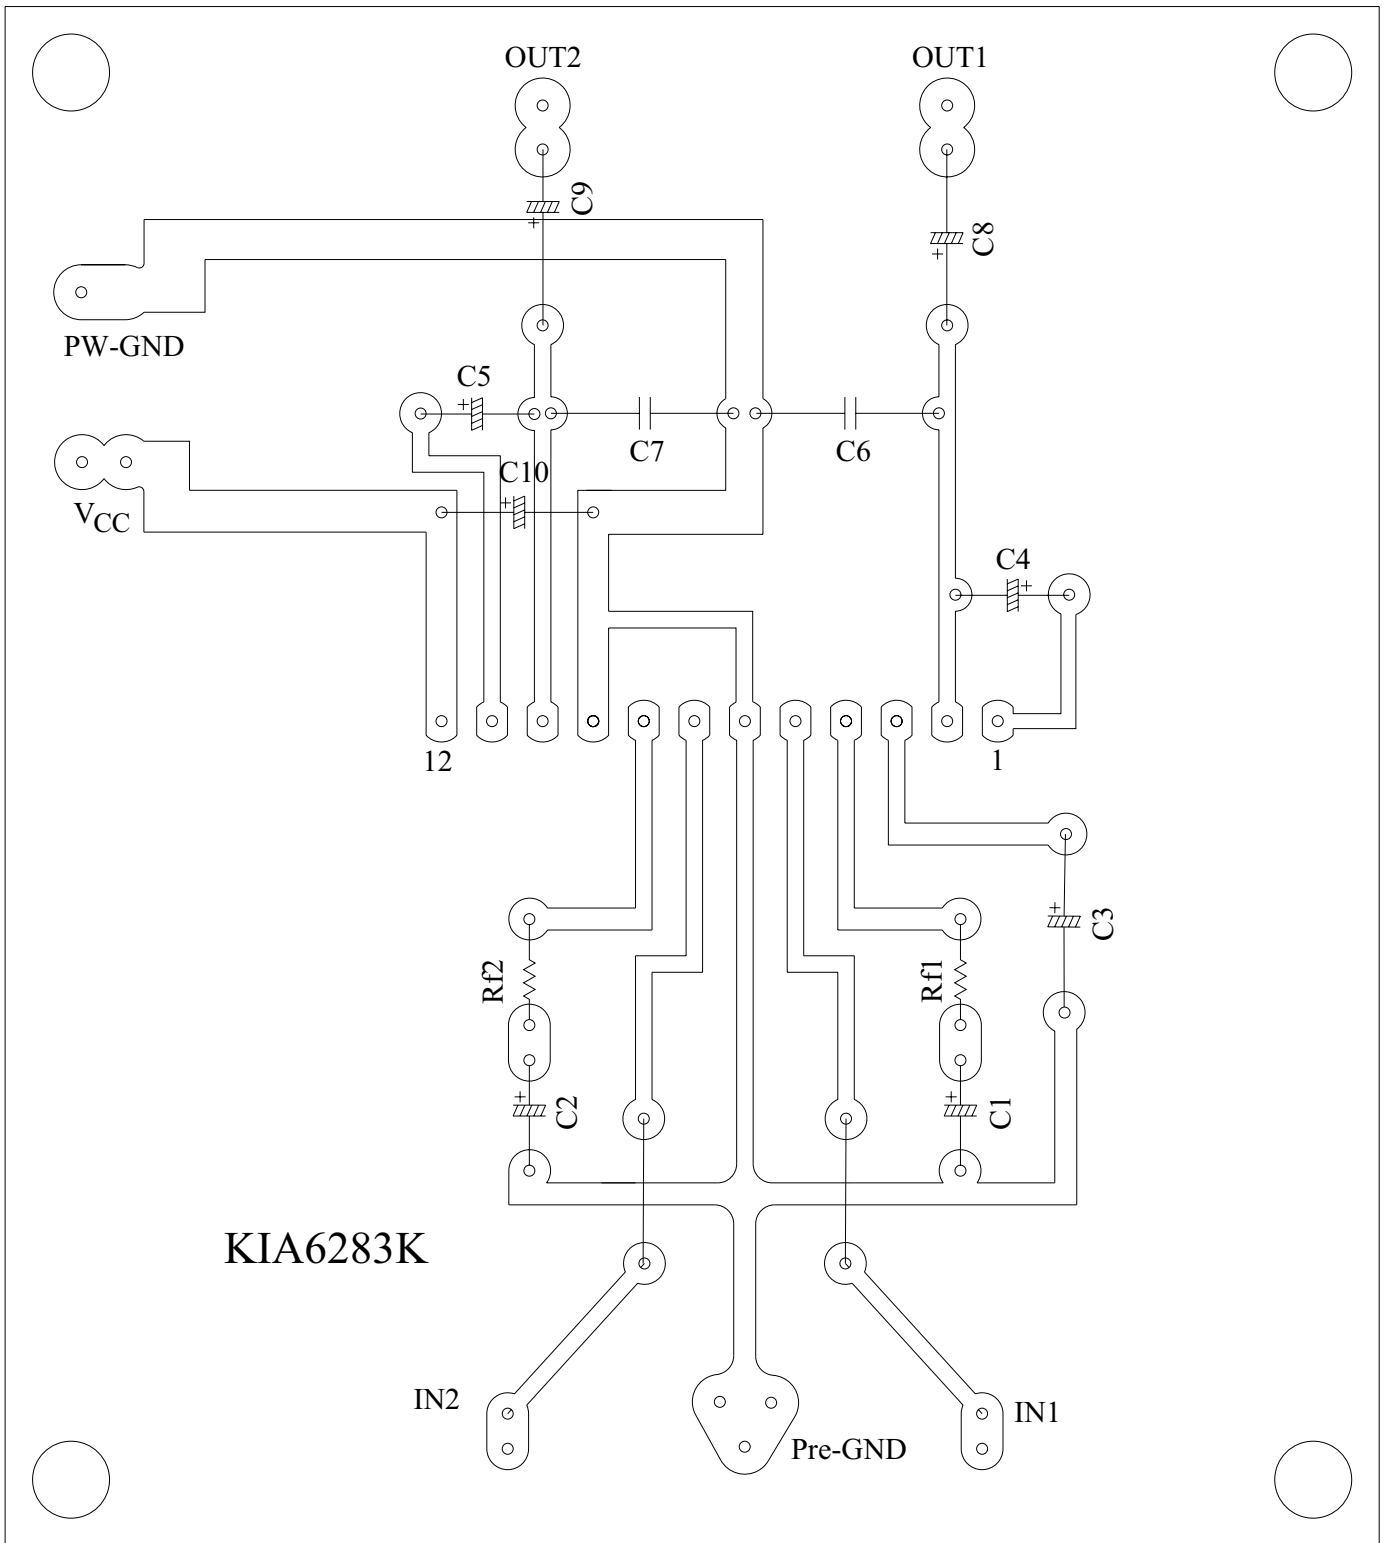 OUT2
OUT1
C9
C8
PW-GND
C5
C7
C6
C10
VCC
C4
12
1
C3
Rf2
Rf1
C2
C1
KIA6283K
IN2
IN1
Pre-GND